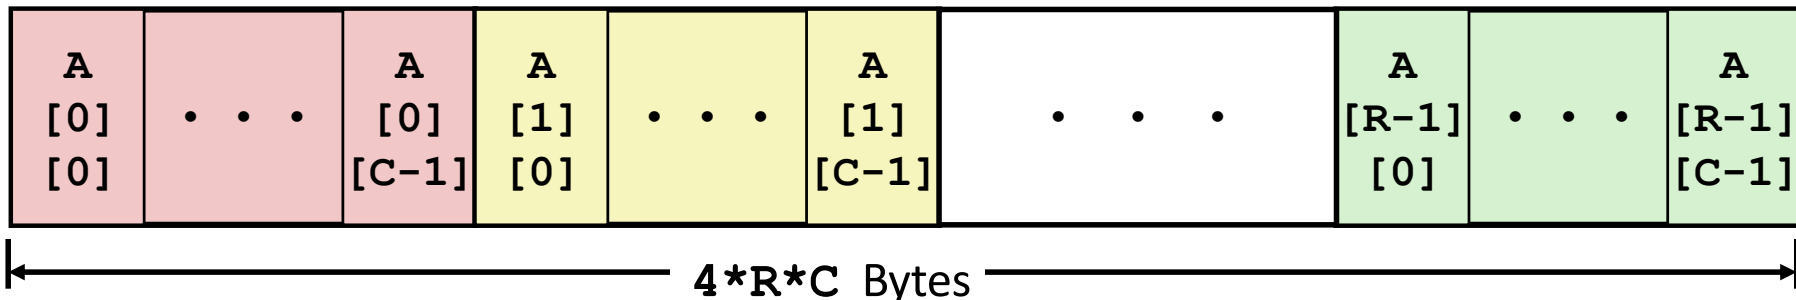 A
[0]
[0]
• • •
A
[0]
[C-1]
A
[1]
[0]
• • •
A
[1]
[C-1]
• • •
A
[R-1]
[0]
• • •
A
[R-1]
[C-1]
4*R*C Bytes